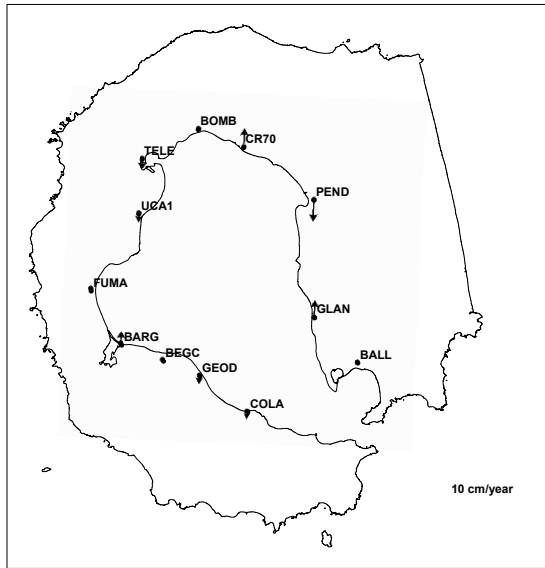 BOMB
CR70
TELE
PEND
UCA1
FUMA
GLAN
BARG
BEGC
BALL
GEOD
COLA
10 cm/year